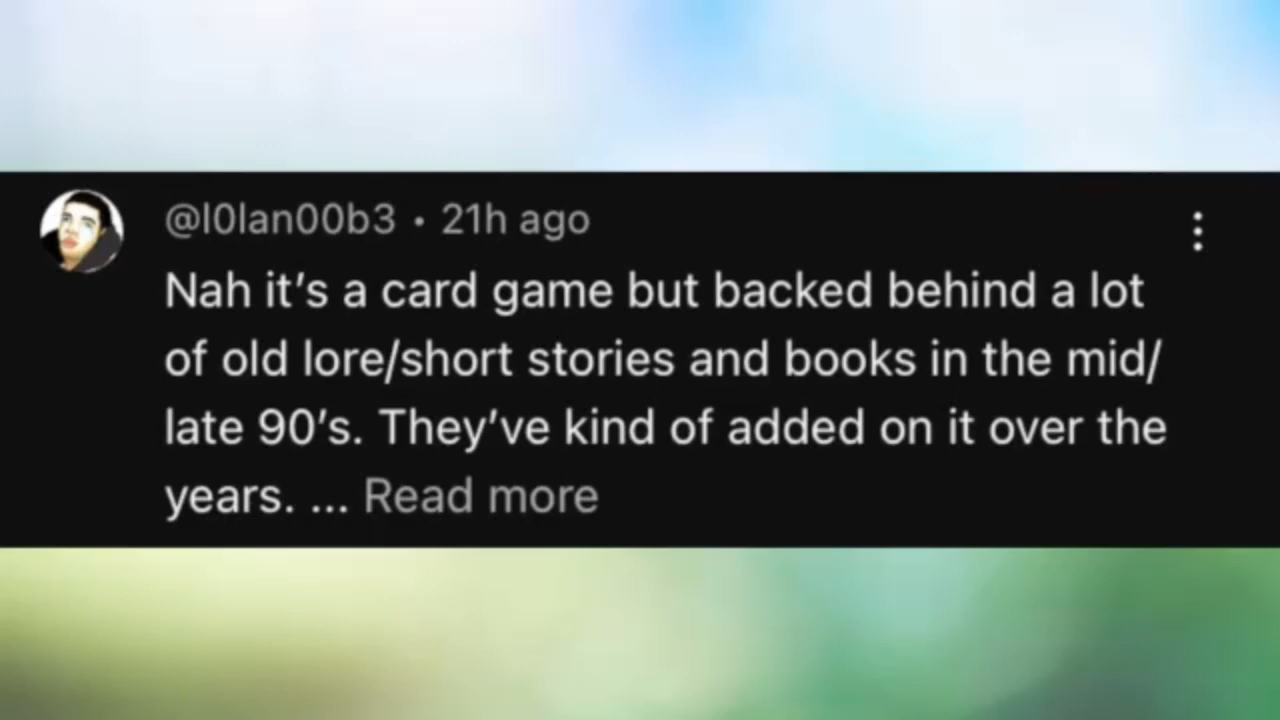 @l0lan00b3 • 21h ago
Nah it’s a card game but backed behind a lot
of old lore/short stories and books in the mid/
late 90’s. They’ve kind of added on it over the
years. ... Read more